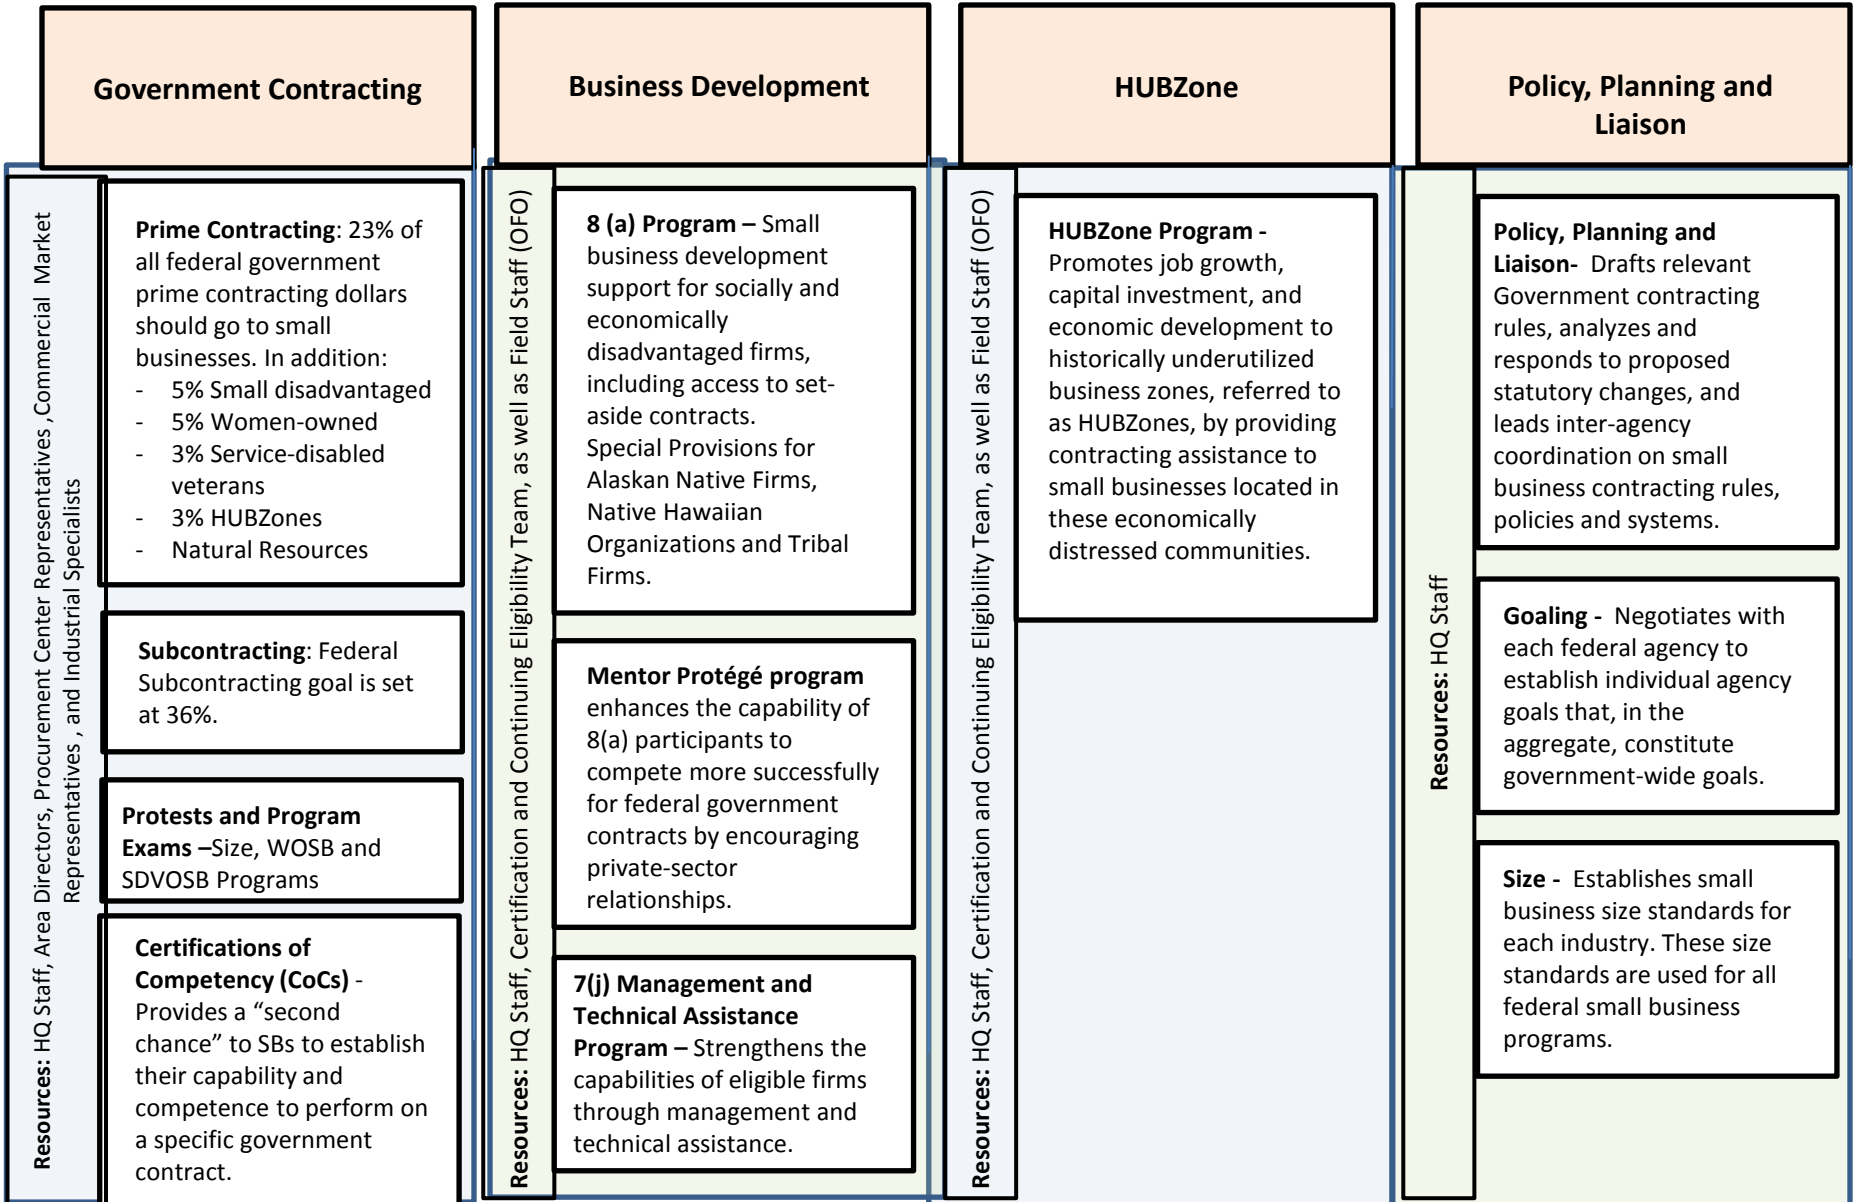 Government Contracting
Resources: HQ Staff, Area Directors, Procurement Center Representatives ,Commercial Market
Representatives , and Industrial Specialists
Prime Contracting: 23% of
all federal government
prime contracting dollars
should go to small
businesses. In addition:
- 5% Small disadvantaged
- 5% Women-owned
- 3% Service-disabled
veterans
- 3% HUBZones
- Natural Resources
Subcontracting: Federal
Subcontracting goal is set
at 36%.
Protests and Program
Exams –Size, WOSB and
SDVOSB Programs
Certifications of
Competency (CoCs) -
Provides a “second
chance” to SBs to establish
their capability and
competence to perform on
a specific government
contract.
Business Development
Resources: HQ Staff, Certification and Continuing Eligibility Team, as well as Field Staff (OFO)
8 (a) Program – Small
business development
support for socially and
economically
disadvantaged firms,
including access to set-
aside contracts.
Special Provisions for
Alaskan Native Firms,
Native Hawaiian
Organizations and Tribal
Firms.
Mentor Protégé program
enhances the capability of
8(a) participants to
compete more successfully
for federal government
contracts by encouraging
private-sector
relationships.
7(j) Management and
Technical Assistance
Program – Strengthens the
capabilities of eligible firms
through management and
technical assistance.
HUBZone
Resources: HQ Staff, Certification and Continuing Eligibility Team, as well as Field Staff (OFO)
HUBZone Program -
Promotes job growth,
capital investment, and
economic development to
historically underutilized
business zones, referred to
as HUBZones, by providing
contracting assistance to
small businesses located in
these economically
distressed communities.
Policy, Planning and
Liaison
Resources: HQ Staff
Policy, Planning and
Liaison- Drafts relevant
Government contracting
rules, analyzes and
responds to proposed
statutory changes, and
leads inter-agency
coordination on small
business contracting rules,
policies and systems.
Goaling - Negotiates with
each federal agency to
establish individual agency
goals that, in the
aggregate, constitute
government-wide goals.
Size - Establishes small
business size standards for
each industry. These size
standards are used for all
federal small business
programs.